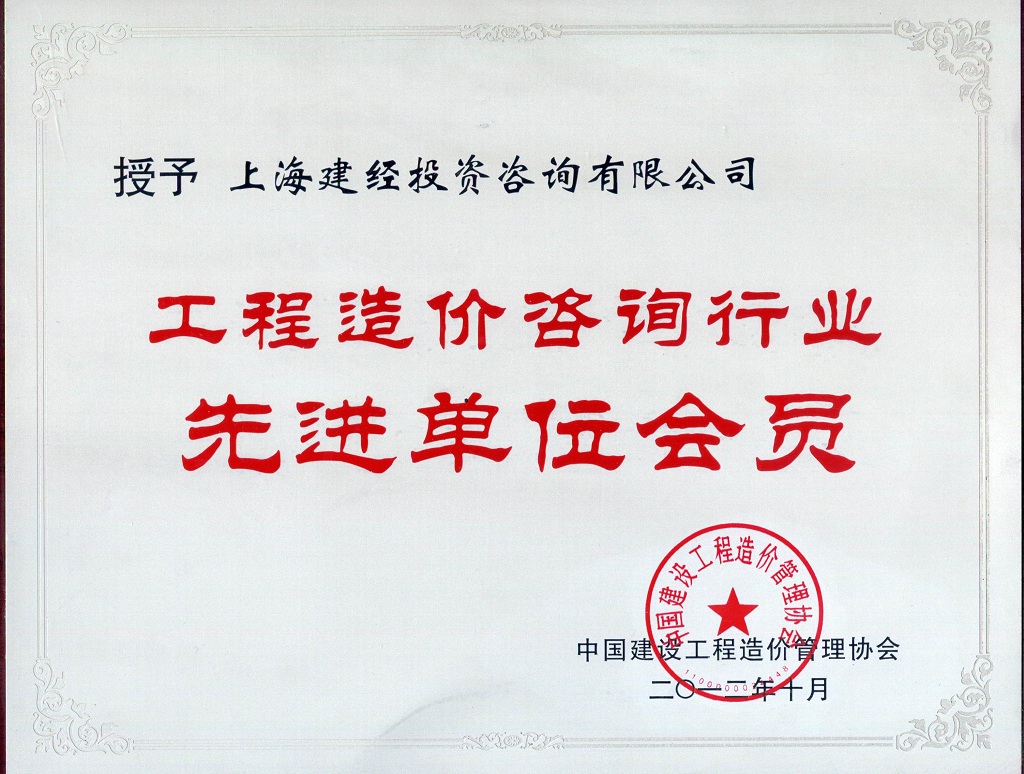 授予 上海建经投资咨询有限公司
工程造价咨询行业
先进单位会员
中国建设工程造价管理协会
中国建设工程造价管理协会
二〇一二年十月